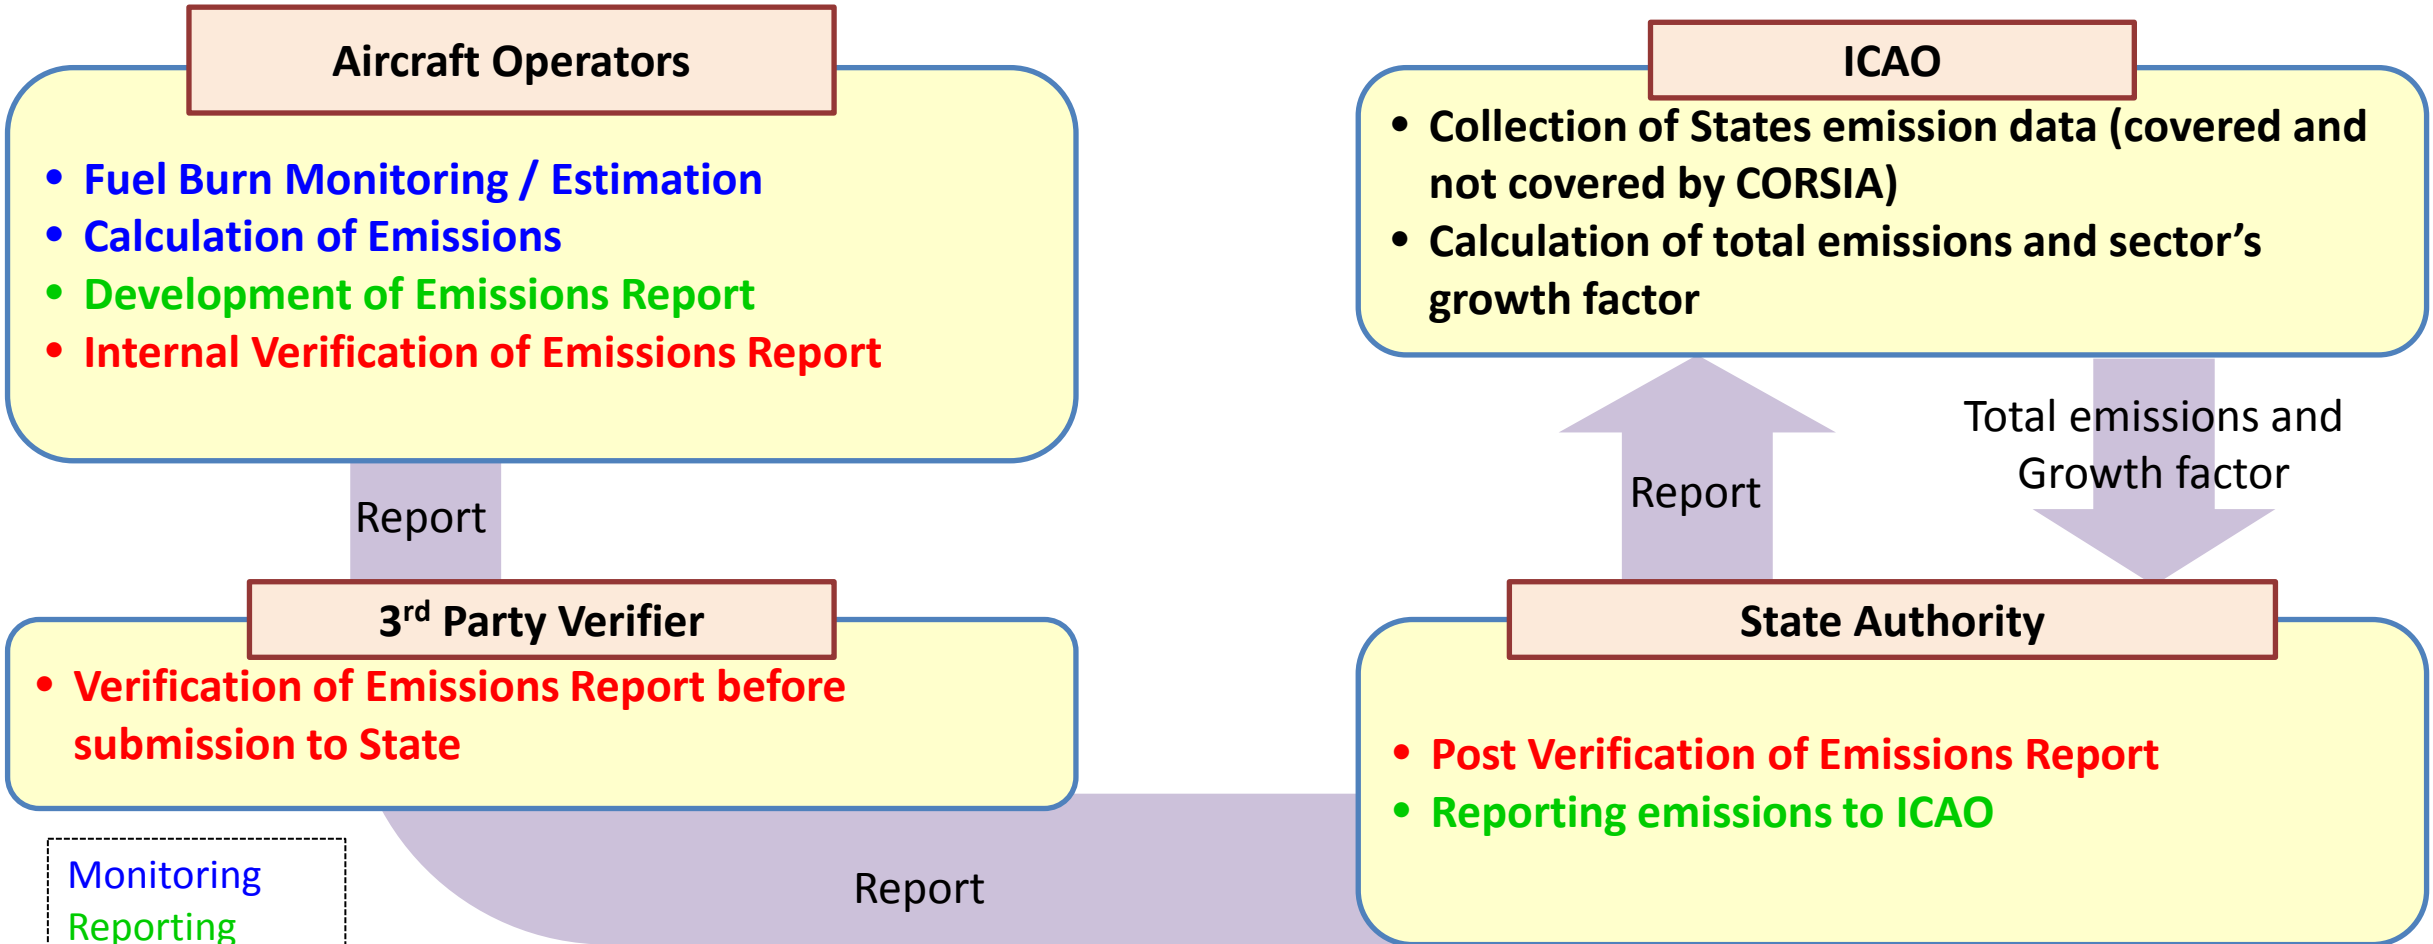 Aircraft Operators
• Fuel Burn Monitoring / Estimation
• Calculation of Emissions
• Development of Emissions Report
• Internal Verification of Emissions Report
Report
3rd Party Verifier
• Verification of Emissions Report before
submission to State
Monitoring
Reporting
Report
ICAO
• Collection of States emission data (covered and
not covered by CORSIA)
• Calculation of total emissions and sector’s
growth factor
Report
Total emissions and
Growth factor
State Authority
• Post Verification of Emissions Report
• Reporting emissions to ICAO